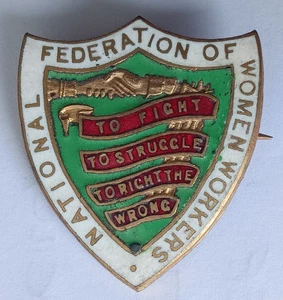 NATIONAL FEDERATION OF WOMEN WORKERS
TO FIGHT
TO STRUGGLE
TO RIGHT THE
WRONG